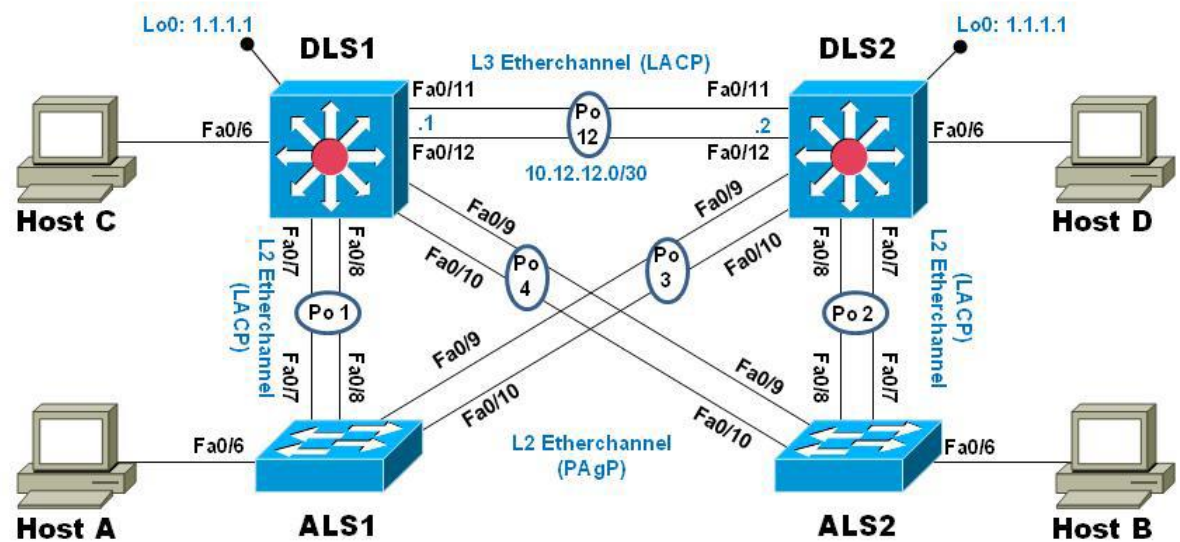 Lo0: 1.1.1.1
Lo0: 1.1.1.1
DLS1
DLS2
L3 Etherchannel (LACP)
Fa0/11
Fa0/11
Po
12
Fa0/6
.1
.2
Fa0/6
Fa0/12
Fa0/12
10.12.12.0/30
Host C
Host D
Fa0/9
Fa0/9
Fa0/10
Fa0/10
Po
4
Po
3
Fa0/7
Fa0/8
L2 Etherchannel
(LACP)
Po 1
Fa0/7
Fa0/8
Fa0/8
Fa0/7
(LACP)
L2 Etherchannel
Po 2
Fa0/8
Fa0/7
Fa0/9
Fa0/10
Fa0/9
Fa0/10
L2 Etherchannel
(PAgP)
Fa0/6
Fa0/6
Host A
ALS1
ALS2
Host B